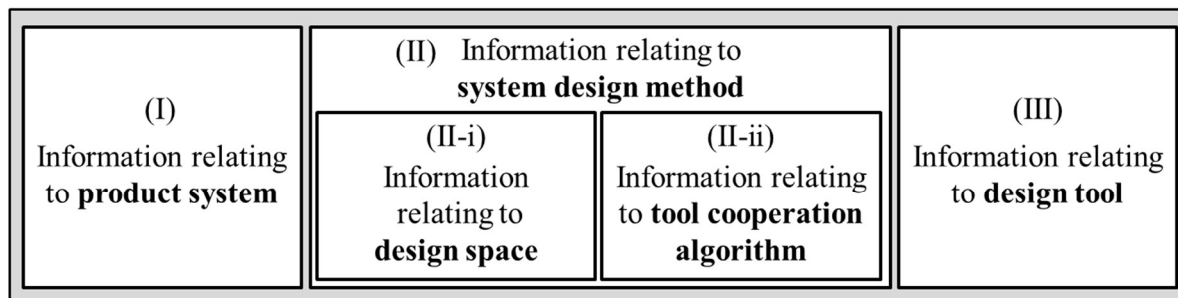 (I)
Information relating
to product system
(II) Information relating to
system design method
(II-i)
Information
relating to
design space
(II-ii)
Information relating
to tool cooperation
algorithm
(III)
Information relating
to design tool